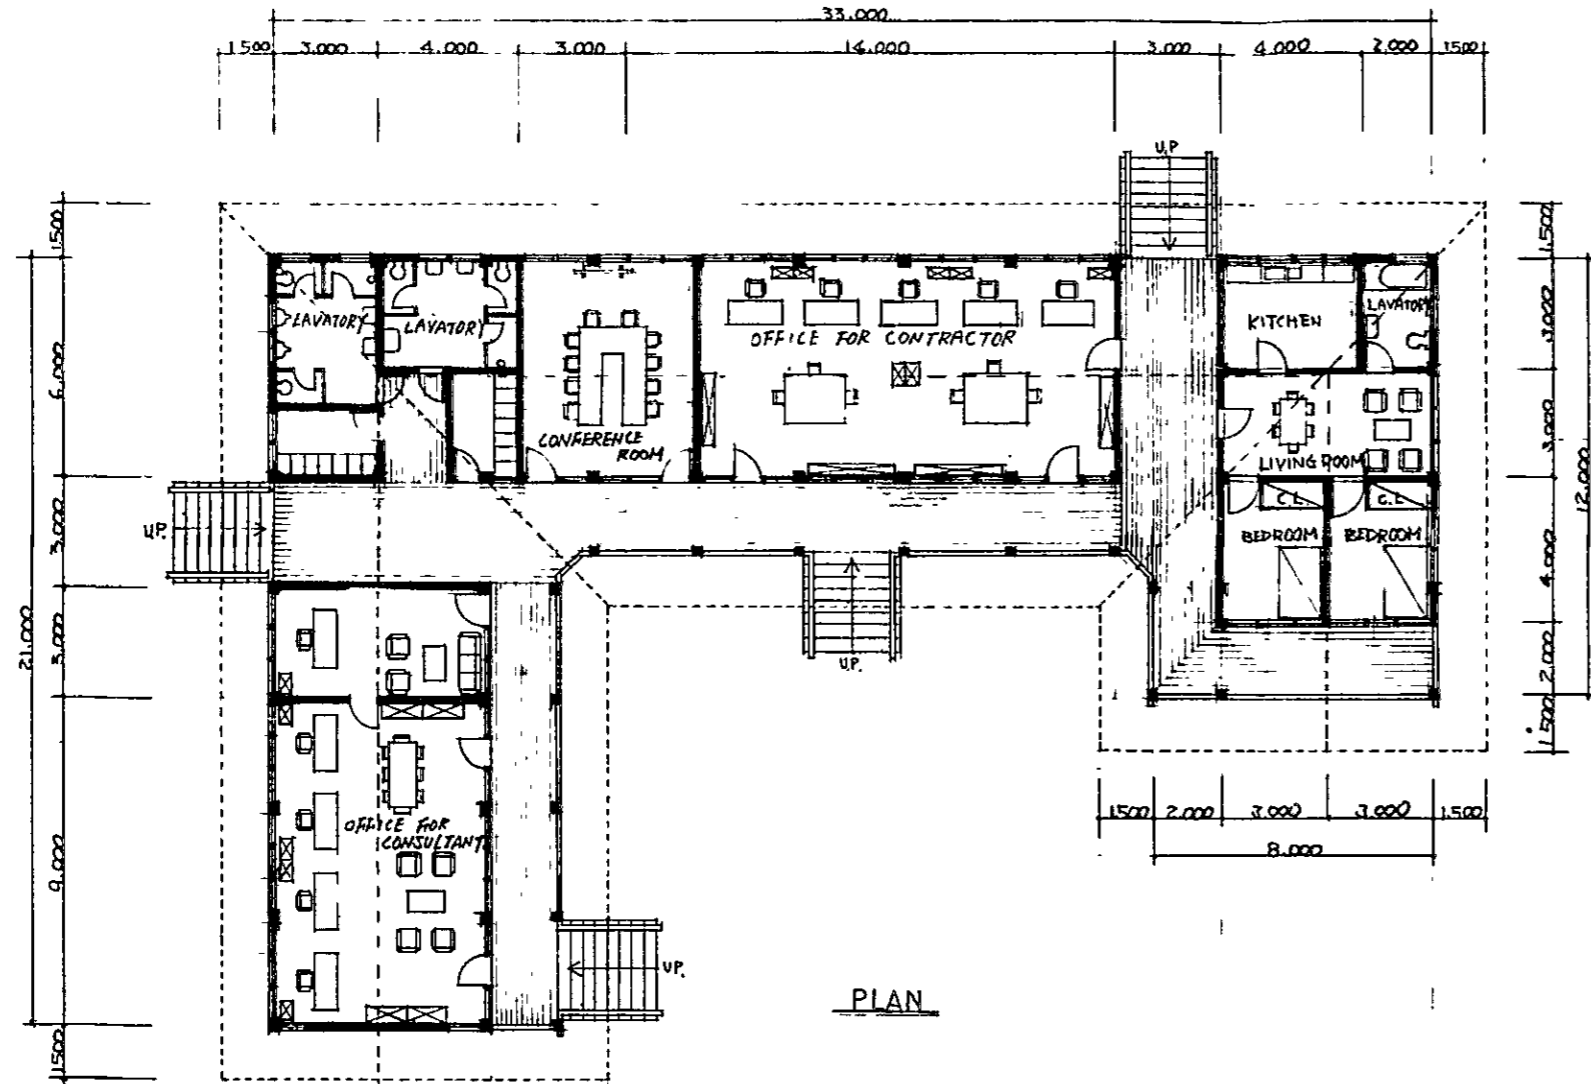 33.000
1.500 3.000 4.000 3.000 14.000 3.000 4.000 2.000 1.500
U.P
1.500
1.500
LAVATORY
LAVATORY
OFFICE FOR CONTRACTOR
KITCHEN
LAVATORY
6.000
3.000
CONFERENCE
ROOM
LIVING ROOM
3.000
12.000
C.L.
C.L
BEDROOM
BEDROOM
UP.
3.000
4.000
21.000
3.000
U.P.
2.000
1.500
OFFICE FOR
CONSULTANT
9.000
1.500 2.000 3.000 3.000 1.500
8.000
UP.
PLAN
1.500